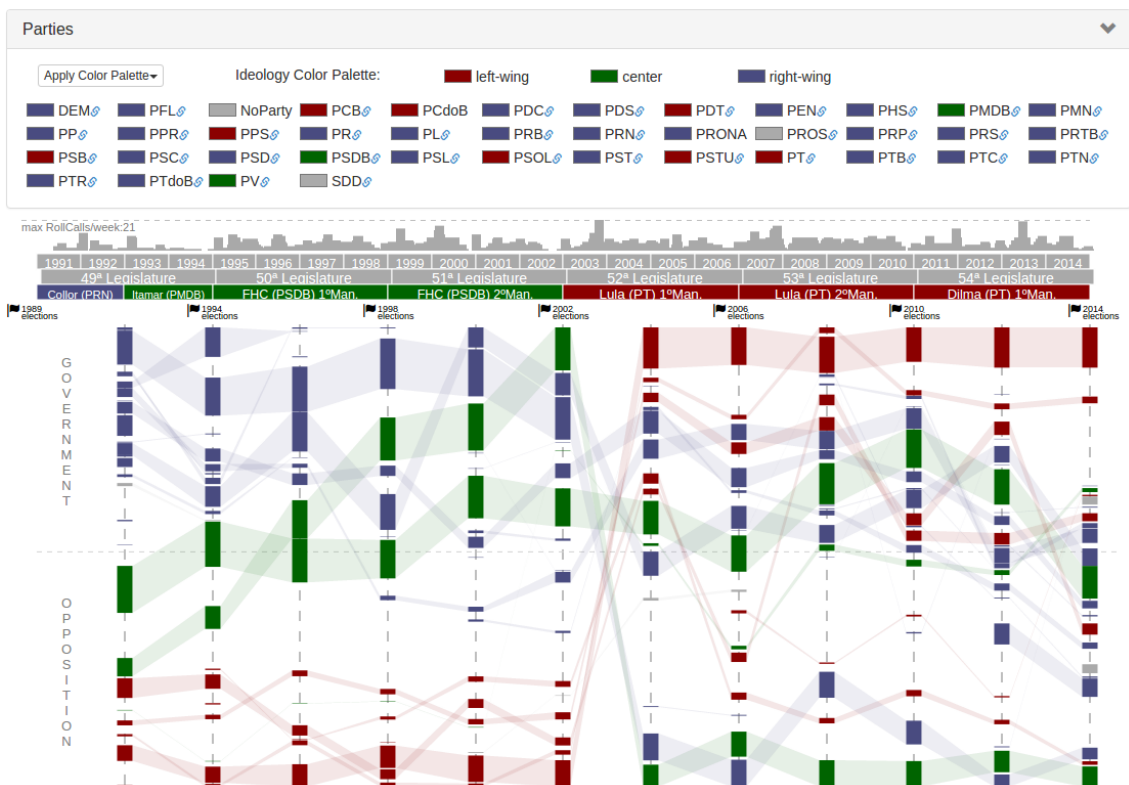 Parties
Apply Color Palette Ideology Color Palette: left-wing center right-wing
DEM PFL NoParty PCB PCdoB PDC PDS PDT PEN PHS PMDB PMN
PP PPR PPS PR PL PRB PRN PRONA PROS PRP PRS PRTB
PSB PSC PSD PSDB PSL PSOL PST PSTU PT PTB PTC PTN
PTR PTdoB PV SDD
max RollCalls/week:21
1991 1992 1993 1994 1995 1996 1997 1998 1999 2000 2001 2002 2003 2004 2005 2006 2007 2008 2009 2010 2011 2012 2013 2014
49ª Legislature 50ª Legislature 51ª Legislature 52ª Legislature 53ª Legislature 54ª Legislature
Collor (PRN) Itamar (PMDB) FHC (PSDB) 1ºMan. FHC (PSDB) 2ºMan. Lula (PT) 1ºMan. Lula (PT) 2ºMan. Dilma (PT) 1ºMan.
1989 elections 1994 elections 1998 elections 2002 elections 2006 elections 2010 elections 2014 elections
GOVERNMENT
OPPOSITION